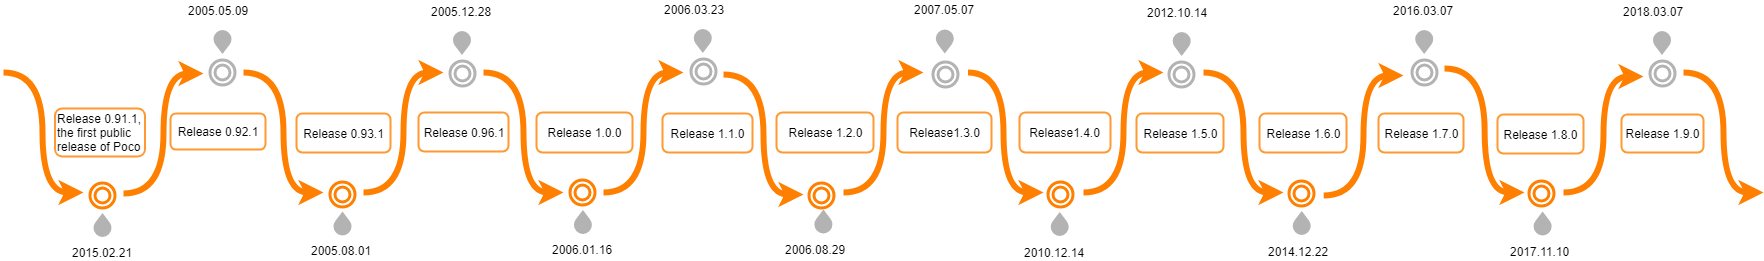 2005.05.09
2005.12.28
2006.03.23
2007.05.07
2012.10.14
2016.03.07
2018.03.07
Release 0.91.1,
the first public
release of Poco
Release 0.92.1
Release 0.93.1
Release 0.96.1
Release 1.0.0
Release 1.1.0
Release 1.2.0
Release1.3.0
Release1.4.0
Release 1.5.0
Release 1.6.0
Release 1.7.0
Release 1.8.0
Release 1.9.0
2015.02.21
2005.08.01
2006.01.16
2006.08.29
2010.12.14
2014.12.22
2017.11.10